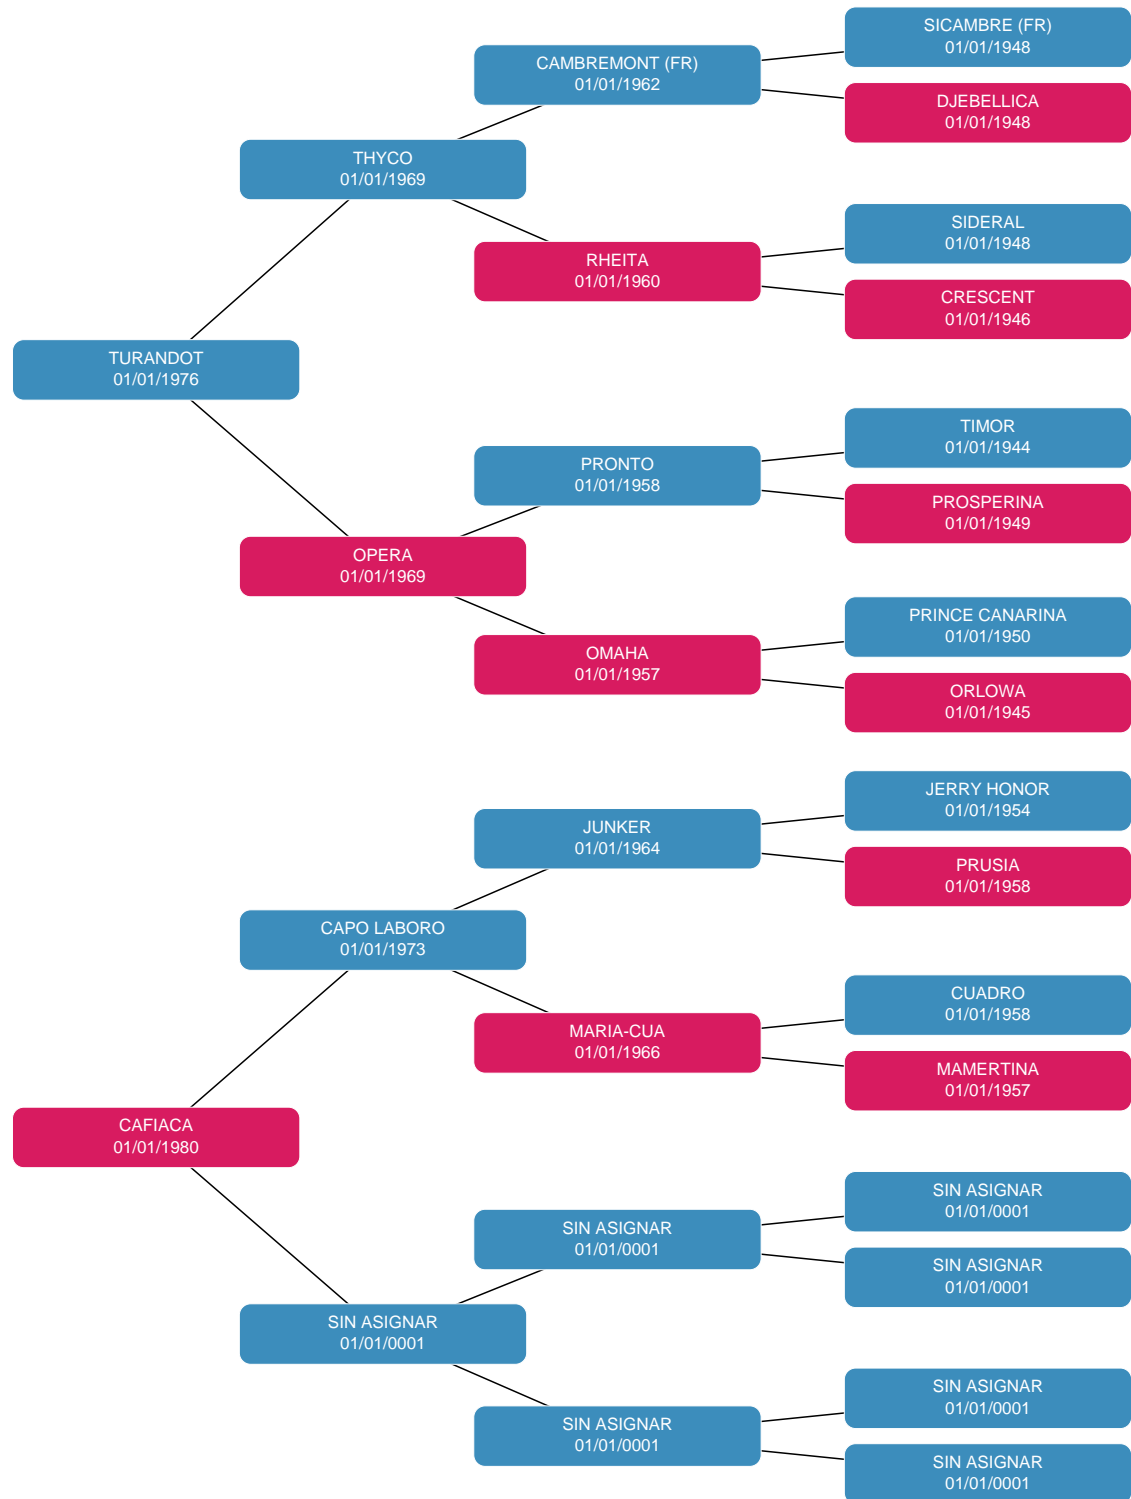 SICAMBRE (FR)
01/01/1948
CAMBREMONT (FR)
01/01/1962
DJEBELLICA
01/01/1948
THYCO
01/01/1969
SIDERAL
01/01/1948
RHEITA
01/01/1960
CRESCENT
01/01/1946
TURANDOT
01/01/1976
TIMOR
01/01/1944
PRONTO
01/01/1958
PROSPERINA
01/01/1949
OPERA
01/01/1969
PRINCE CANARINA
01/01/1950
OMAHA
01/01/1957
ORLOWA
01/01/1945
JERRY HONOR
01/01/1954
JUNKER
01/01/1964
PRUSIA
01/01/1958
CAPO LABORO
01/01/1973
CUADRO
01/01/1958
MARIA-CUA
01/01/1966
MAMERTINA
01/01/1957
CAFIACA
01/01/1980
SIN ASIGNAR
01/01/0001
SIN ASIGNAR
01/01/0001
SIN ASIGNAR
01/01/0001
SIN ASIGNAR
01/01/0001
SIN ASIGNAR
01/01/0001
SIN ASIGNAR
01/01/0001
SIN ASIGNAR
01/01/0001